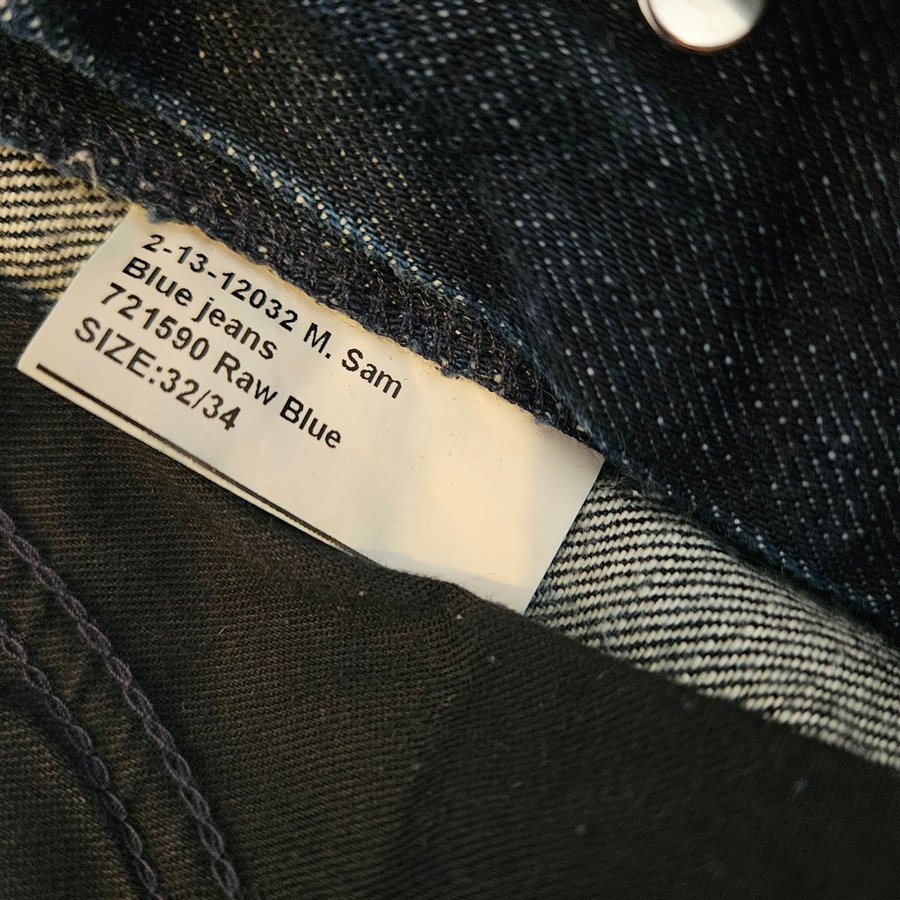 2-13-12032 M. Sam
Blue jeans
721590 Raw Blue
SIZE:32/34